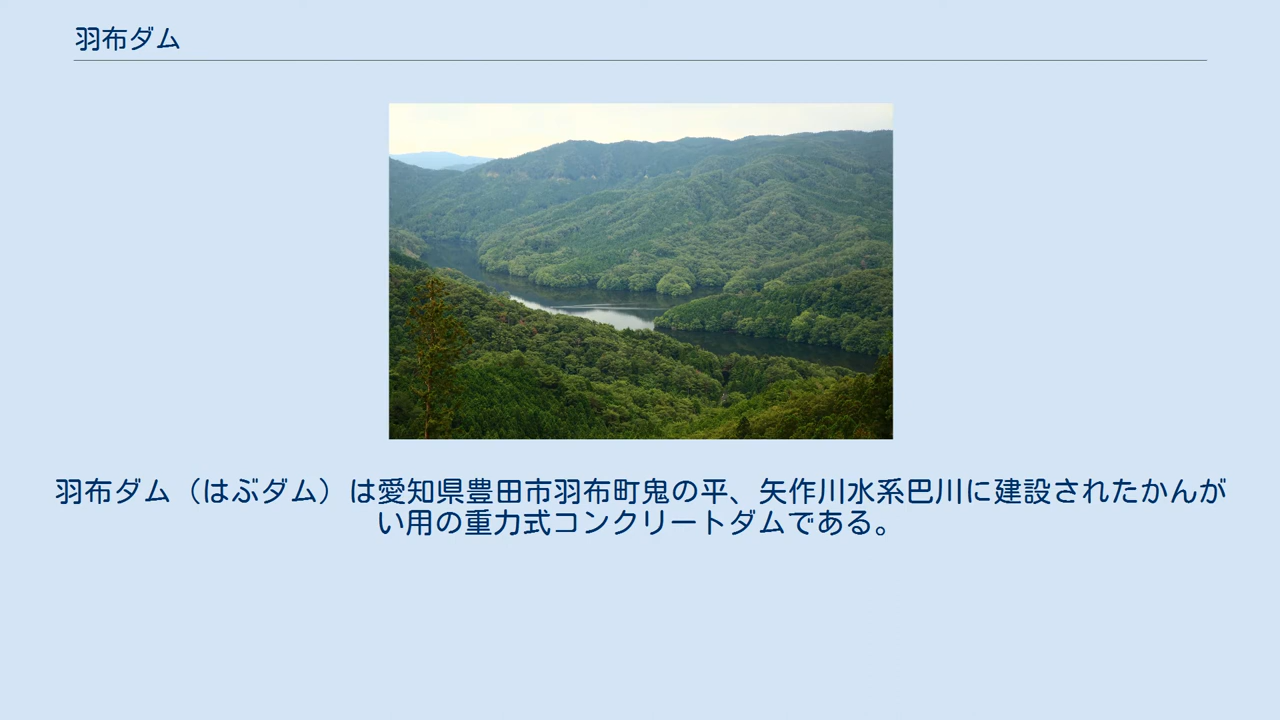 羽布ダム
羽布ダム（はぶダム）は愛知県豊田市羽布町鬼の平、矢作川水系巴川に建設されたかんが
い用の重力式コンクリートダムである。